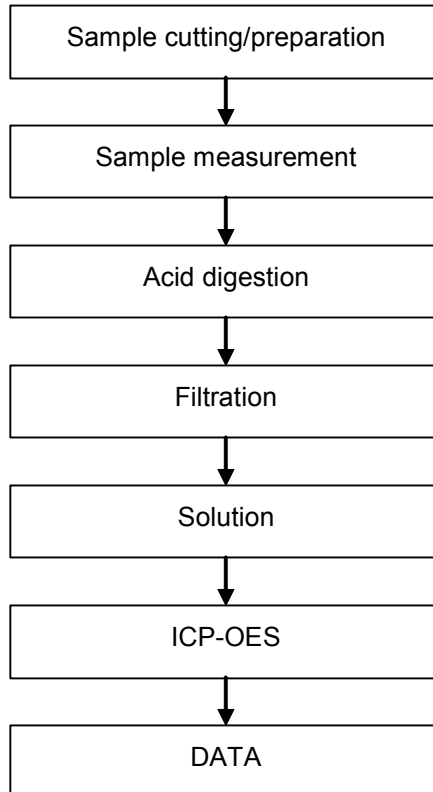 Sample cutting/preparation
Sample measurement
Acid digestion
Filtration
Solution
ICP-OES
DATA